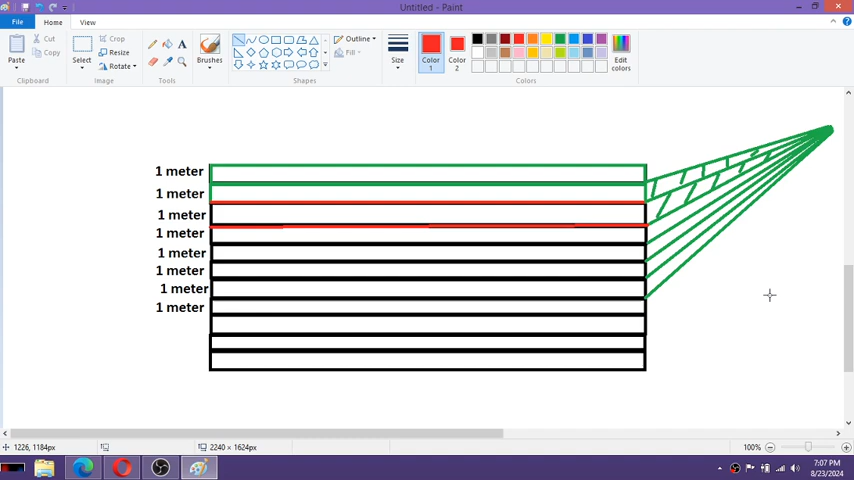 Untitled - Paint
File
Home
View
Paste
Cut
Copy
Clipboard
Select
Crop
Resize
Rotate
Image
A
Tools
Brushes
Outline
Fill
Shapes
Size
Color 1
Color 2
Edit colors
Colors
1 meter
1 meter
1 meter
1 meter
1 meter
1 meter
1 meter
1 meter
1226, 1184px
2240 × 1624px
100%
7:07 PM
8/23/2024